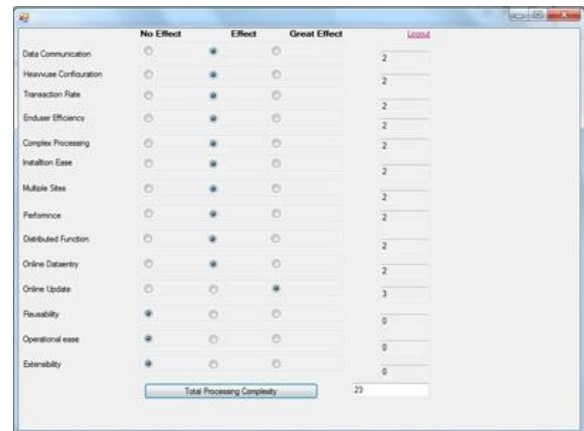 No Effect Effect Great Effect Logout
Data Communication 2
Heavvuse Confiouration 2
Transaction Rate 2
Enduser Efficiency 2
Complex Processing 2
Installtion Ease 2
Multiple Sites 2
Perfomnce 2
Distributed Function 2
Online Dataentry 2
Online Update 3
Reusability 0
Operational ease 0
Extensibility 0
Total Processing Complexity 23